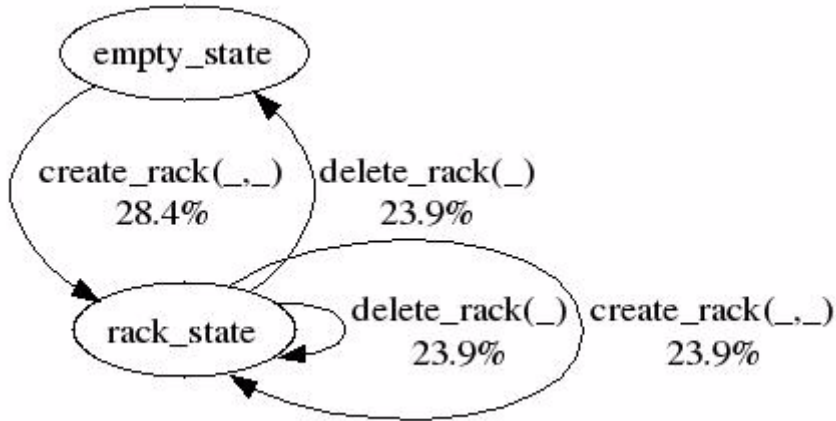 empty_state
create_rack(_,_)
28.4%
delete_rack(_)
23.9%
rack_state
delete_rack(_)
23.9%
create_rack(_,_)
23.9%